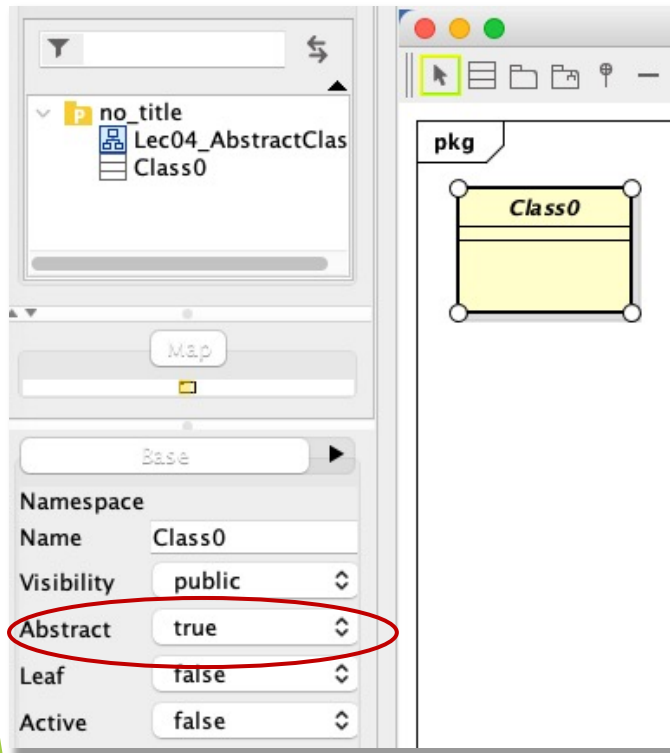 no_title
Lec04_AbstractClas
Class0
Map
Base
Namespace
Name Class0
Visibility public
Abstract true
Leaf false
Active false
pkg
Class0